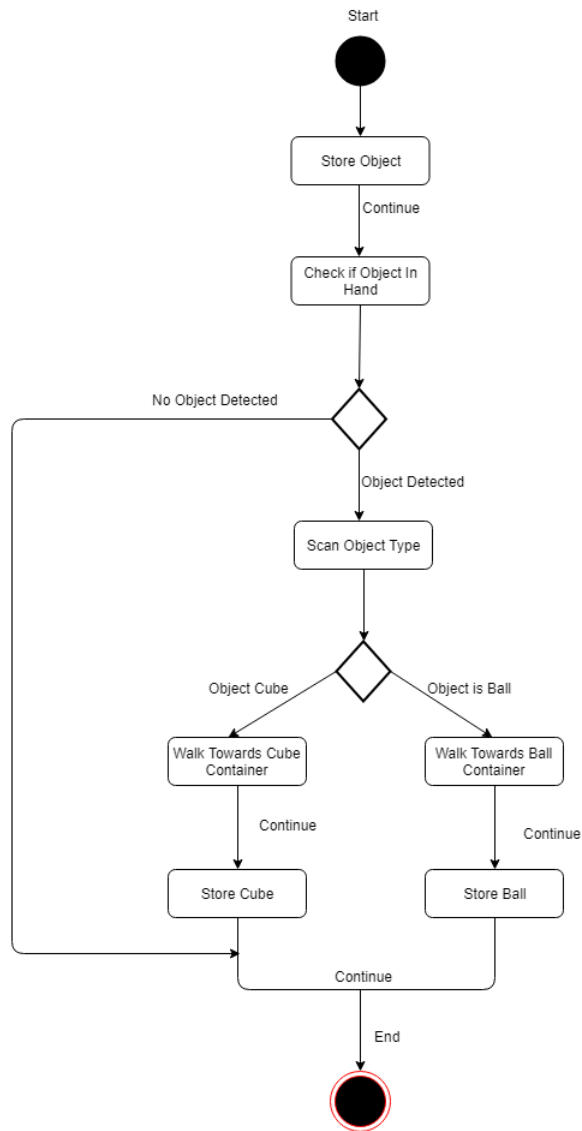 Start
Store Object
Continue
Check if Object In
Hand
No Object Detected
Object Detected
Scan Object Type
Object Cube
Object is Ball
Walk Towards Cube
Container
Walk Towards Ball
Container
Continue
Continue
Store Cube
Store Ball
Continue
End